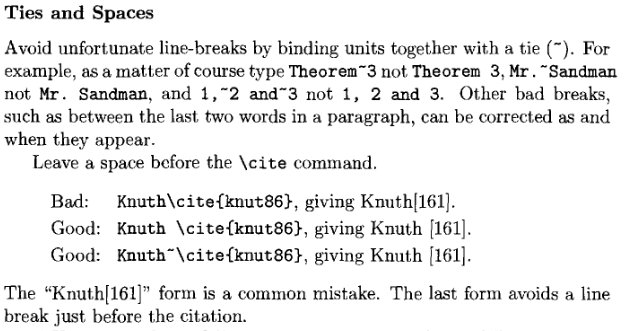 Ties and Spaces
Avoid unfortunate line-breaks by binding units together with a tie (~). For
example, as a matter of course type Theorem~3 not Theorem 3, Mr.~Sandman
not Mr. Sandman, and 1,~2 and~3 not 1, 2 and 3. Other bad breaks,
such as between the last two words in a paragraph, can be corrected as and
when they appear.
Leave a space before the \cite command.
Bad: Knuth\cite{knut86}, giving Knuth[161].
Good: Knuth \cite{knut86}, giving Knuth [161].
Good: Knuth~\cite{knut86}, giving Knuth [161].
The “Knuth[161]” form is a common mistake. The last form avoids a line
break just before the citation.